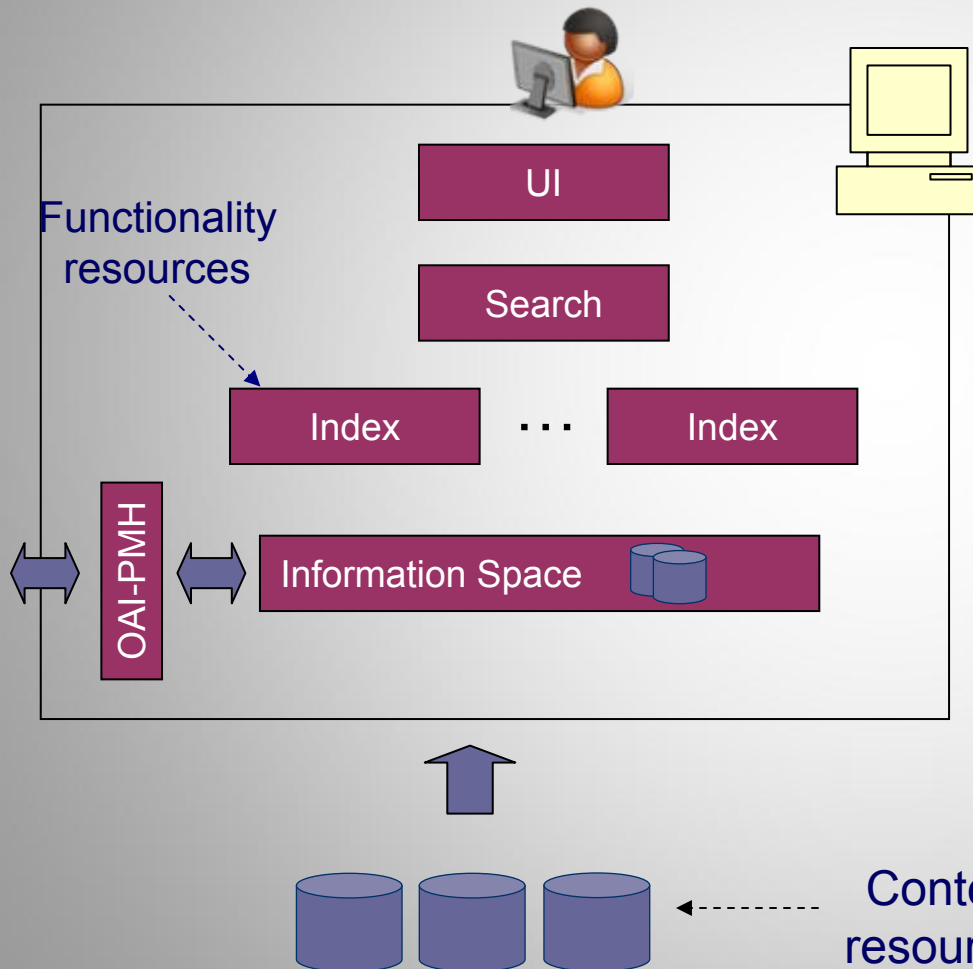 UI
Functionality
resources
Search
Index
...
Index
OAI-PMH
Information Space